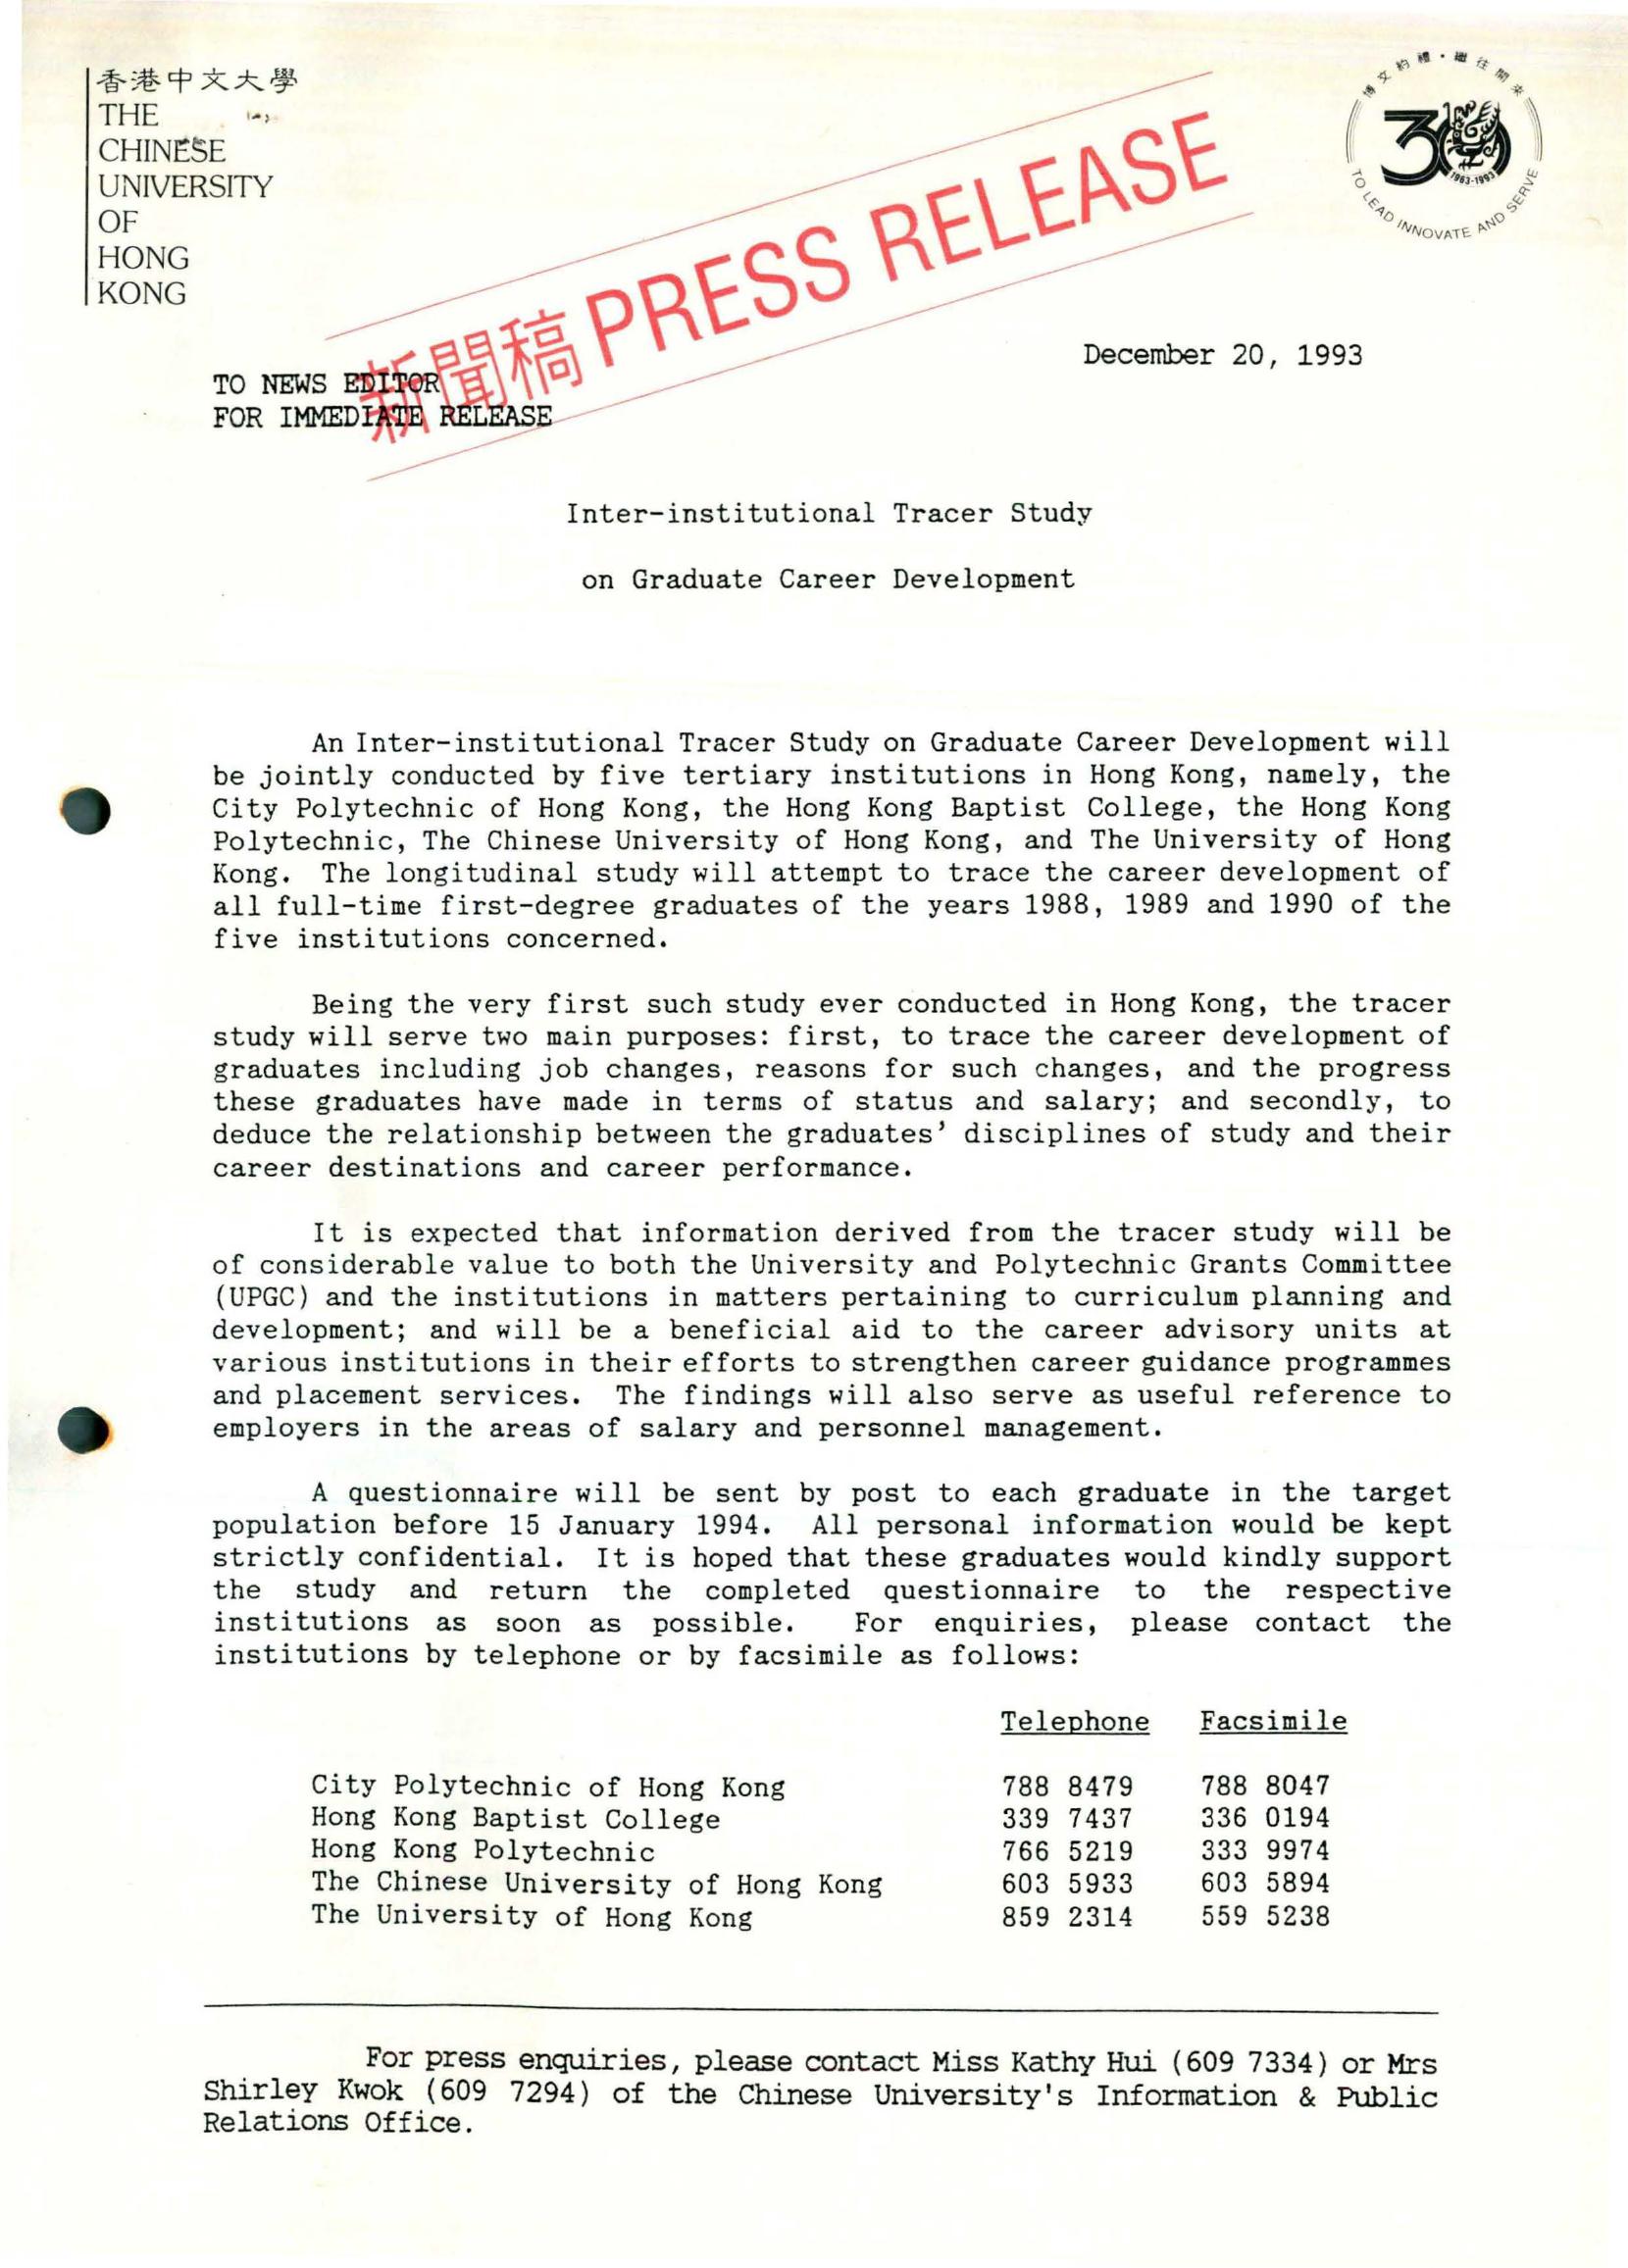 香港中文大學
THE
CHINESE
UNIVERSITY
OF
HONG
KONG
博文約禮·繼往開來
30
1963-1993
TO LEAD INNOVATE AND SERVE
新聞稿 PRESS RELEASE
December 20, 1993
TO NEWS EDITOR
FOR IMMEDIATE RELEASE
Inter-institutional Tracer Study
on Graduate Career Development
An Inter-institutional Tracer Study on Graduate Career Development will
be jointly conducted by five tertiary institutions in Hong Kong, namely, the
City Polytechnic of Hong Kong, the Hong Kong Baptist College, the Hong Kong
Polytechnic, The Chinese University of Hong Kong, and The University of Hong
Kong. The longitudinal study will attempt to trace the career development of
all full-time first-degree graduates of the years 1988, 1989 and 1990 of the
five institutions concerned.
Being the very first such study ever conducted in Hong Kong, the tracer
study will serve two main purposes: first, to trace the career development of
graduates including job changes, reasons for such changes, and the progress
these graduates have made in terms of status and salary; and secondly, to
deduce the relationship between the graduates' disciplines of study and their
career destinations and career performance.
It is expected that information derived from the tracer study will be
of considerable value to both the University and Polytechnic Grants Committee
(UPGC) and the institutions in matters pertaining to curriculum planning and
development; and will be a beneficial aid to the career advisory units at
various institutions in their efforts to strengthen career guidance programmes
and placement services. The findings will also serve as useful reference to
employers in the areas of salary and personnel management.
A questionnaire will be sent by post to each graduate in the target
population before 15 January 1994. All personal information would be kept
strictly confidential. It is hoped that these graduates would kindly support
the study and return the completed questionnaire to the respective
institutions as soon as possible. For enquiries, please contact the
institutions by telephone or by facsimile as follows:
Telephone Facsimile
City Polytechnic of Hong Kong 788 8479 788 8047
Hong Kong Baptist College 339 7437 336 0194
Hong Kong Polytechnic 766 5219 333 9974
The Chinese University of Hong Kong 603 5933 603 5894
The University of Hong Kong 859 2314 559 5238
For press enquiries, please contact Miss Kathy Hui (609 7334) or Mrs
Shirley Kwok (609 7294) of the Chinese University's Information & Public
Relations Office.